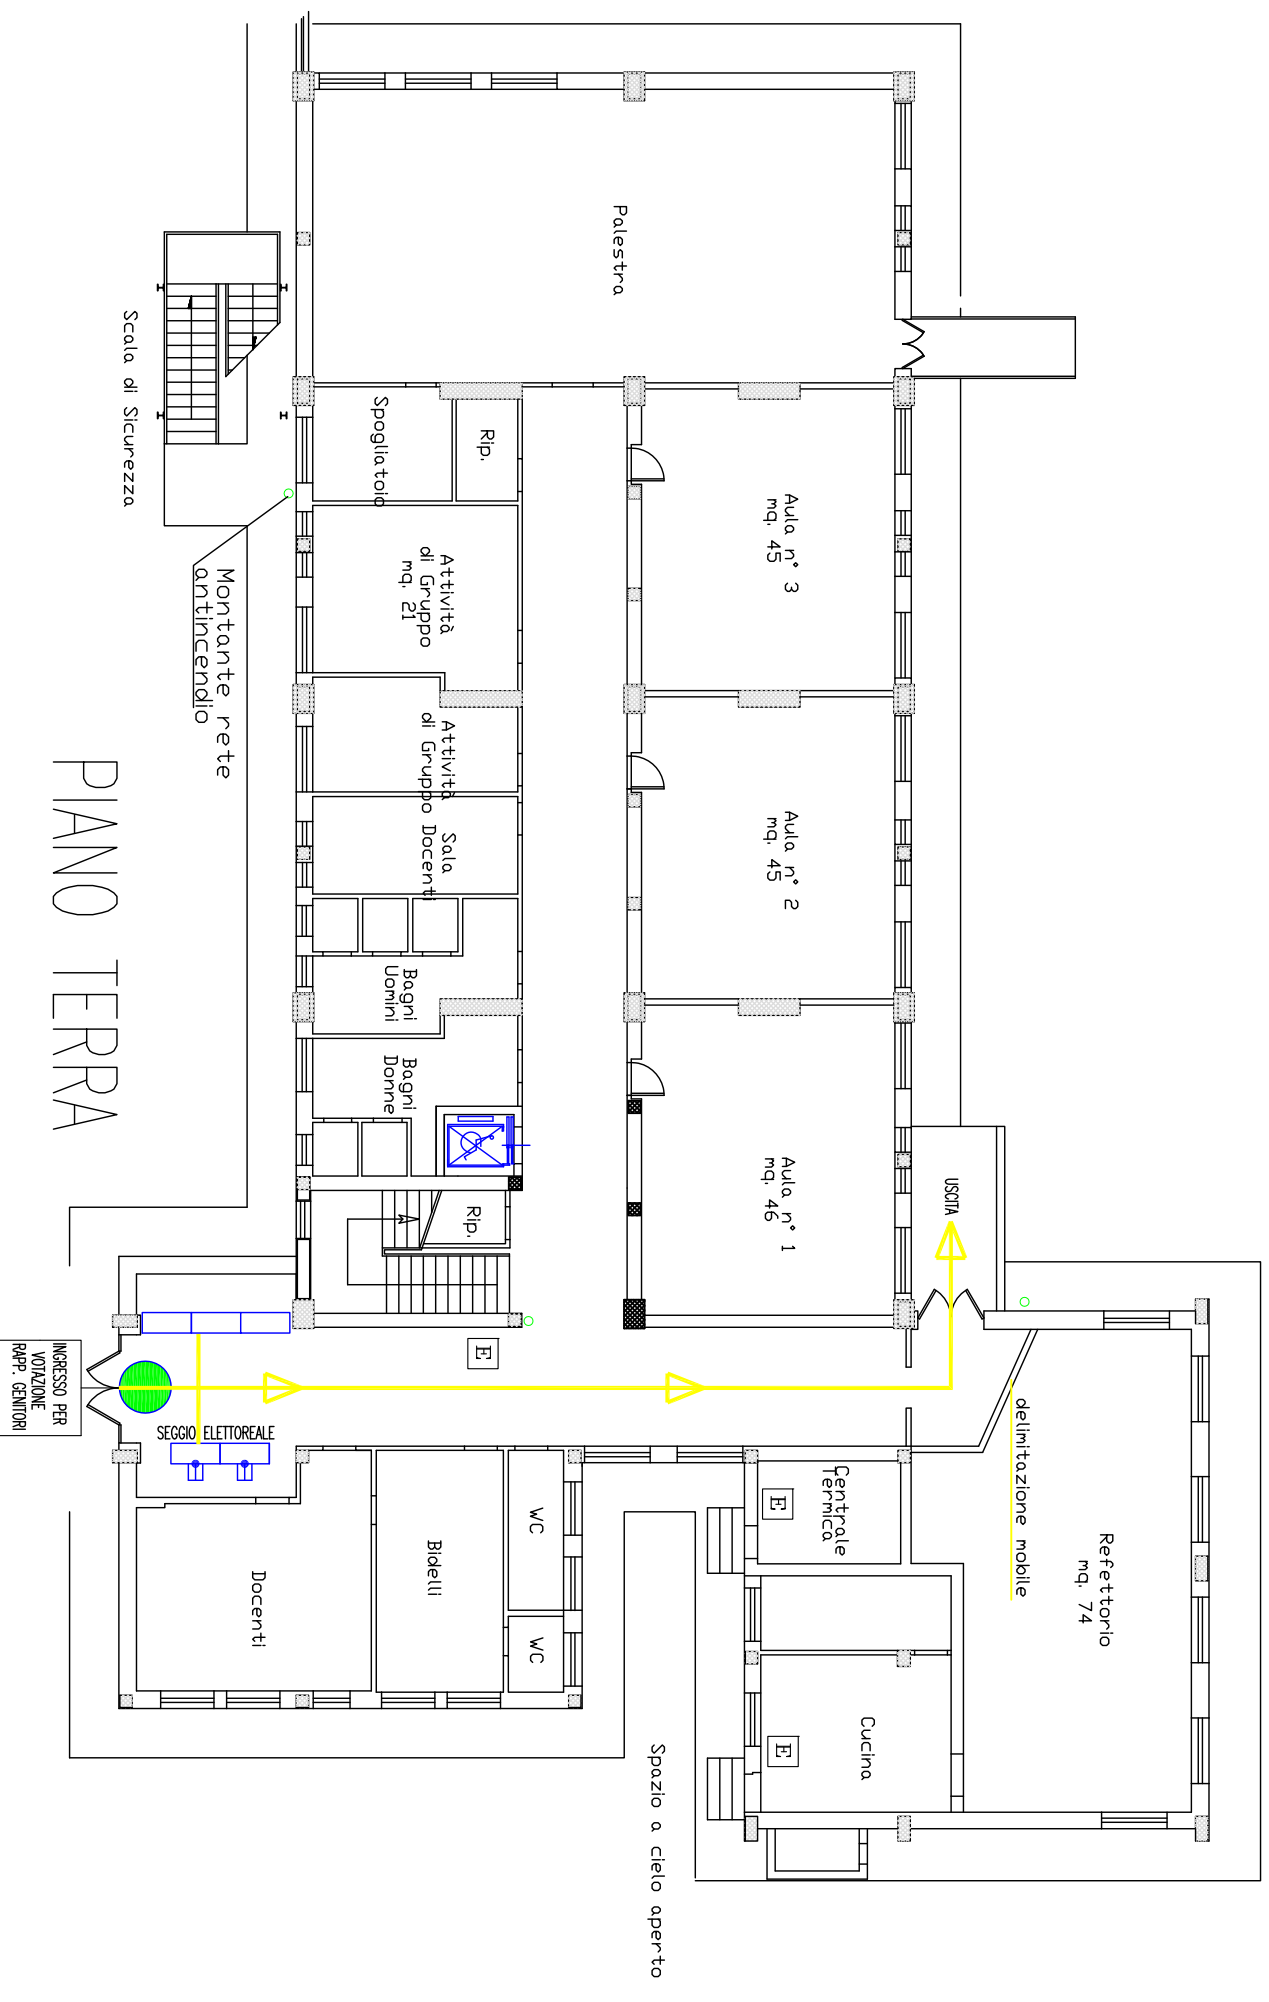 Palestra
Scala di Sicurezza
Spogliatoio
Rip.
Aula n° 3
mq. 45
Attività
di Gruppo
mq. 21
Montante rete
antincendio
Attività
di Gruppo
Sala
Docenti
Aula n° 2
mq. 45
PIANO TERRA
Bagni
Uomini
Bagni
Donne
Aula n° 1
mq. 46
Rip.
USCITA
E
INGRESSO PER
VOTAZIONE
RAPP. GENITORI
SEGGIO ELETTOREALE
delimitazione mobile
Centrale
Termica
E
Refettorio
mq. 74
WC
Bidelli
Docenti
WC
Cucina
E
Spazio a cielo aperto